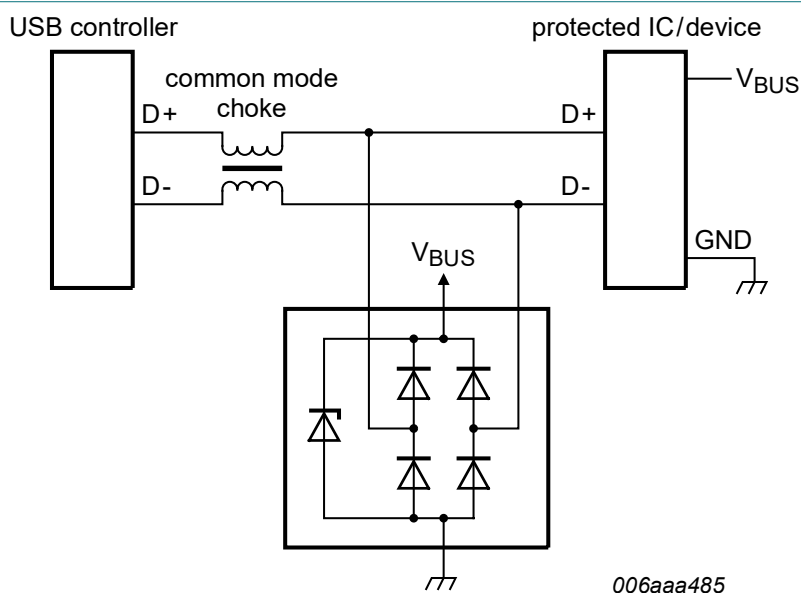 USB controller
protected IC/device
common mode
choke
VBUS
D+
D+
D-
D-
GND
VBUS
006aaa485